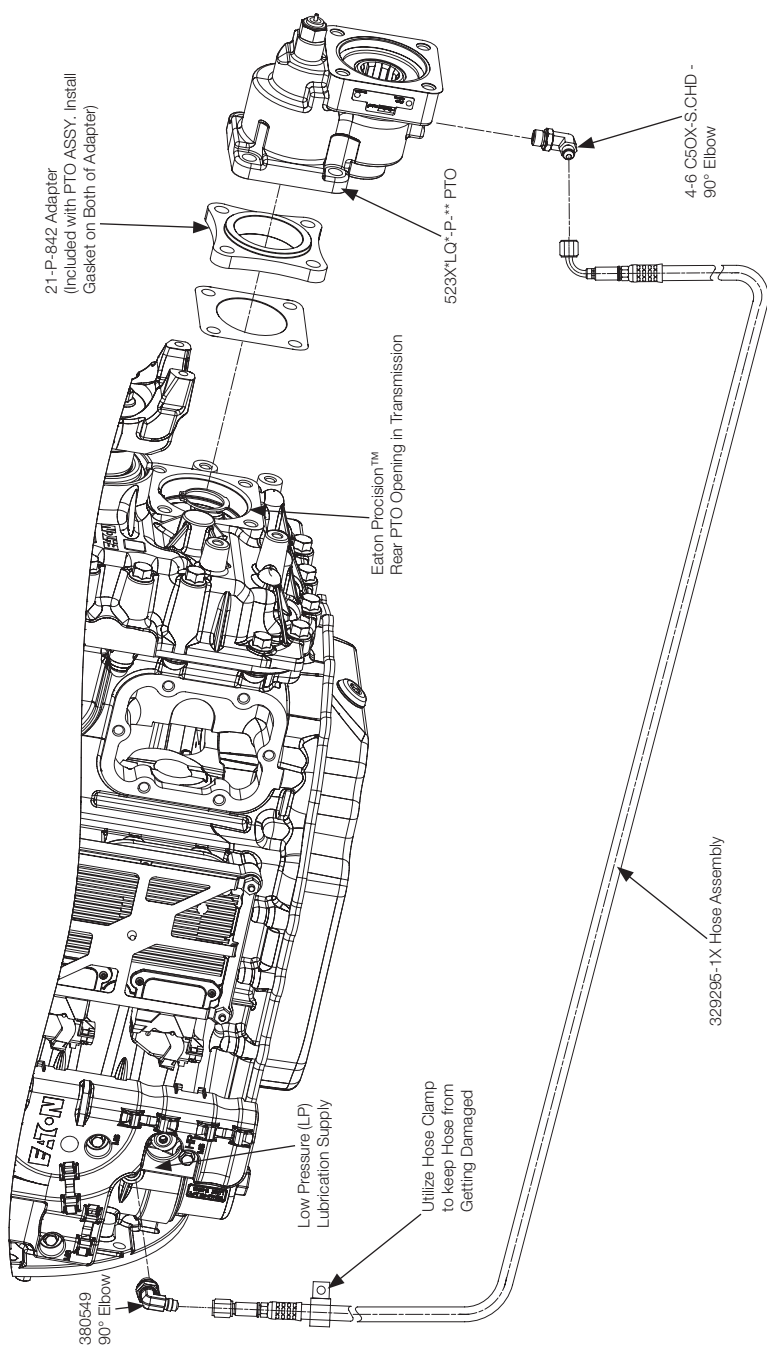 21-P-842 Adapter
(Included with PTO ASSY. Install
Gasket on Both of Adapter)
523X*LQ*-P-** PTO
4-6 C5OX-S.CHD -
90° Elbow
Eaton Procision™
Rear PTO Opening in Transmission
329295-1X Hose Assembly
EATON
Low Pressure (LP)
Lubrication Supply
Utilize Hose Clamp
to keep Hose from
Getting Damaged
380549
90° Elbow